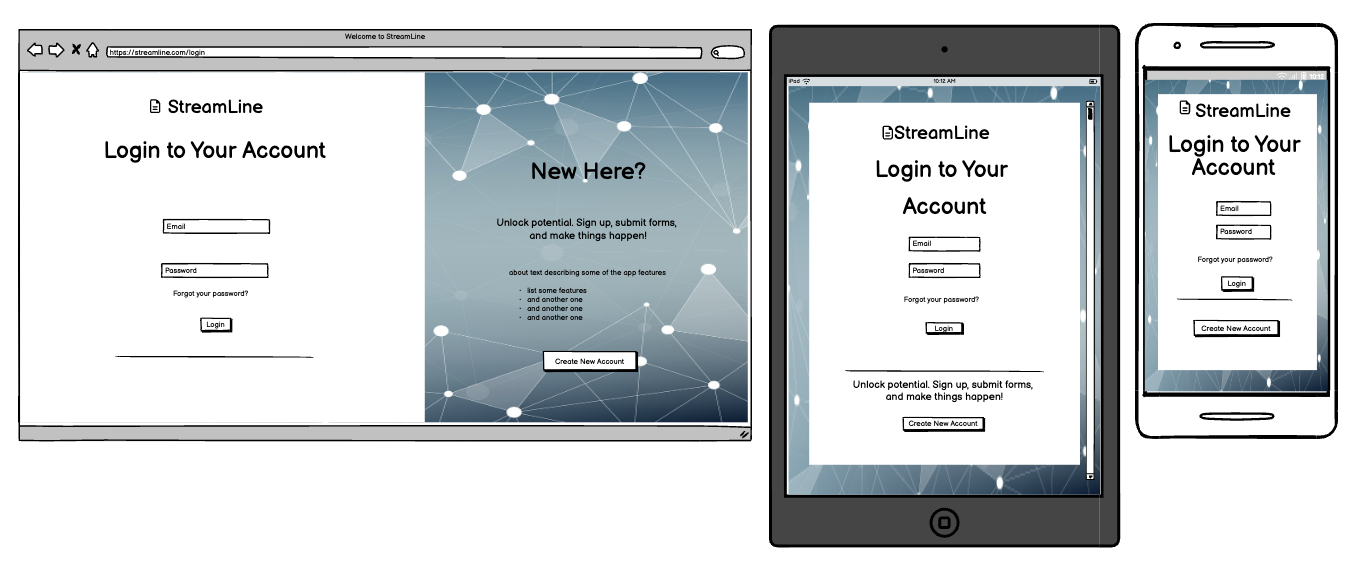 Welcome to StreamLine
https://streamline.com/login
StreamLine
Login to Your Account
Email
Password
Forgot your password?
Login
New Here?
Unlock potential. Sign up, submit forms,
and make things happen!
about text describing some of the app features
· list some features
· and another one
· and another one
· and another one
Create New Account
iPad
10:12 AM
StreamLine
Login to Your
Account
Email
Password
Forgot your password?
Login
Unlock potential. Sign up, submit forms,
and make things happen!
Create New Account
10:12
StreamLine
Login to Your
Account
Email
Password
Forgot your password?
Login
Create New Account